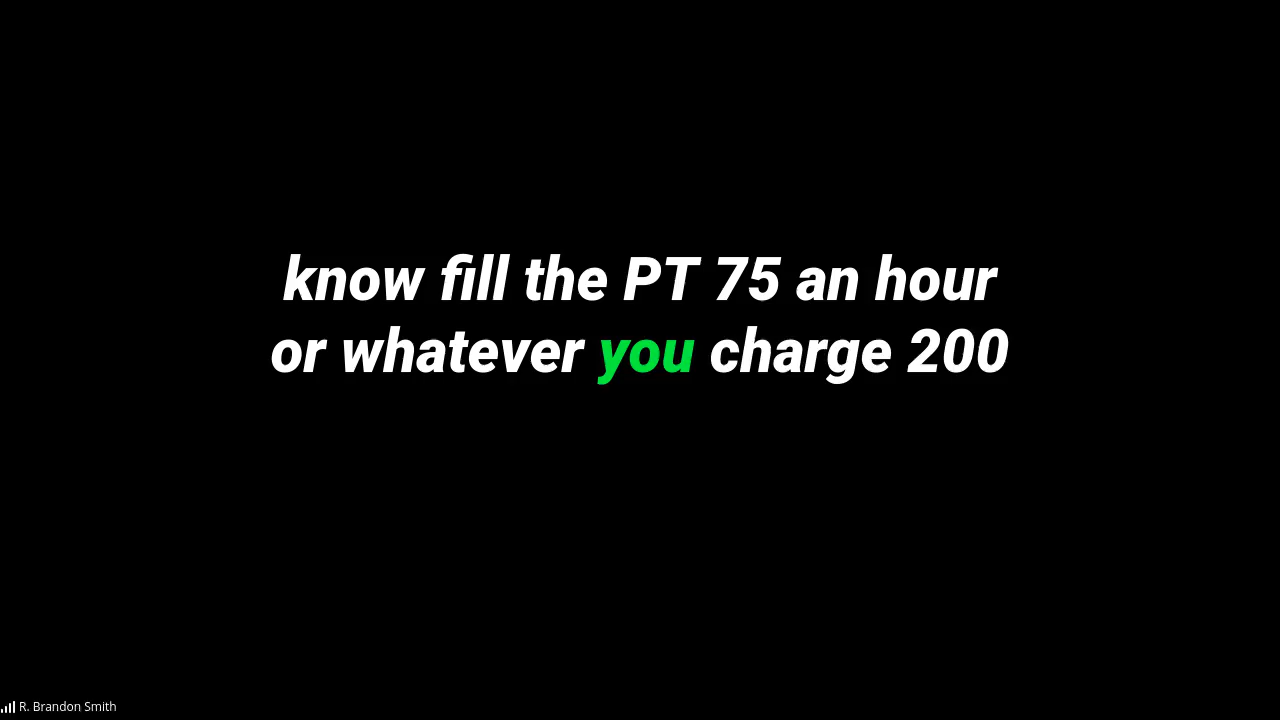 know fill the PT 75 an hour
or whatever you charge 200
R. Brandon Smith